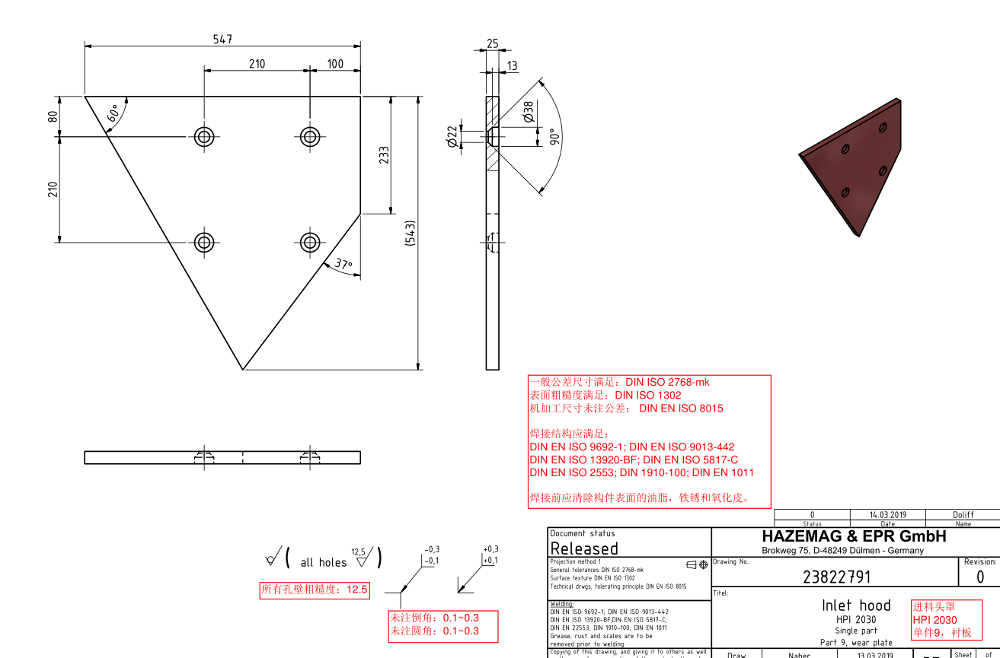 547
210
100
80
210
60°
37°
233
(543)
25
13
Ø22
Ø38
90°
一般公差尺寸满足：DIN ISO 2768-mk
表面粗糙度满足：DIN ISO 1302
机加工尺寸未注公差： DIN EN ISO 8015
焊接结构应满足：
DIN EN ISO 9692-1; DIN EN ISO 9013-442
DIN EN ISO 13920-BF; DIN EN ISO 5817-C
DIN EN ISO 2553; DIN 1910-100; DIN EN 1011
焊接前应清除构件表面的油脂，铁锈和氧化皮。
( all holes 12,5 )
-0,3
-0,1
+0,3
+0,1
所有孔壁粗糙度：12.5
未注倒角：0.1~0.3
未注圆角：0.1~0.3
0 14.03.2019 Doliff
Status Date Name
Document status
Released
HAZEMAG & EPR GmbH
Brokweg 75, D-48249 Dülmen - Germany
Projection method 1
General tolerances DIN ISO 2768-mk
Surface texture DIN ISO 1302
Technical drwgs; tolerating principle DIN EN ISO 8015
Drawing No.:
23822791
Revision:
0
Welding:
DIN EN ISO 9692-1; DIN EN ISO 9013-442
DIN EN ISO 13920-BF;DIN EN ISO 5817-C;
DIN EN 22553; DIN 1910-100; DIN EN 1011
Grease, rust and scales are to be
removed prior to welding
Titel:
Inlet hood
HPI 2030
Single part
Part 9, wear plate
进料头罩
HPI 2030
单件9，衬板
Copying of this drawing, and giving it to others as well
Draw
Naber
13.03.2019
Sheet
of